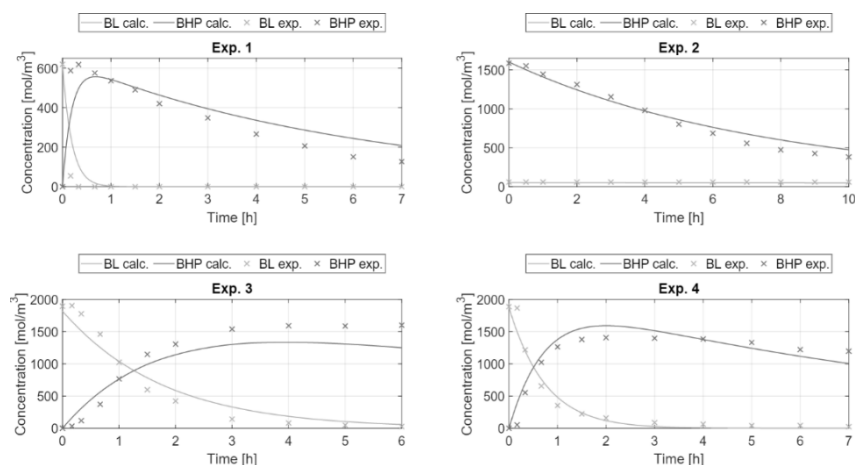 BL calc. BHP calc. BL exp. BHP exp.
Exp. 1
Concentration [mol/m³]
600
400
200
0
0 1 2 3 4 5 6 7
Time [h]
BL calc. BHP calc. BL exp. BHP exp.
Exp. 2
Concentration [mol/m³]
1500
1000
500
0
0 2 4 6 8 10
Time [h]
BL calc. BHP calc. BL exp. BHP exp.
Exp. 3
Concentration [mol/m³]
2000
1500
1000
500
0
0 1 2 3 4 5 6
Time [h]
BL calc. BHP calc. BL exp. BHP exp.
Exp. 4
Concentration [mol/m³]
2000
1500
1000
500
0
0 1 2 3 4 5 6 7
Time [h]